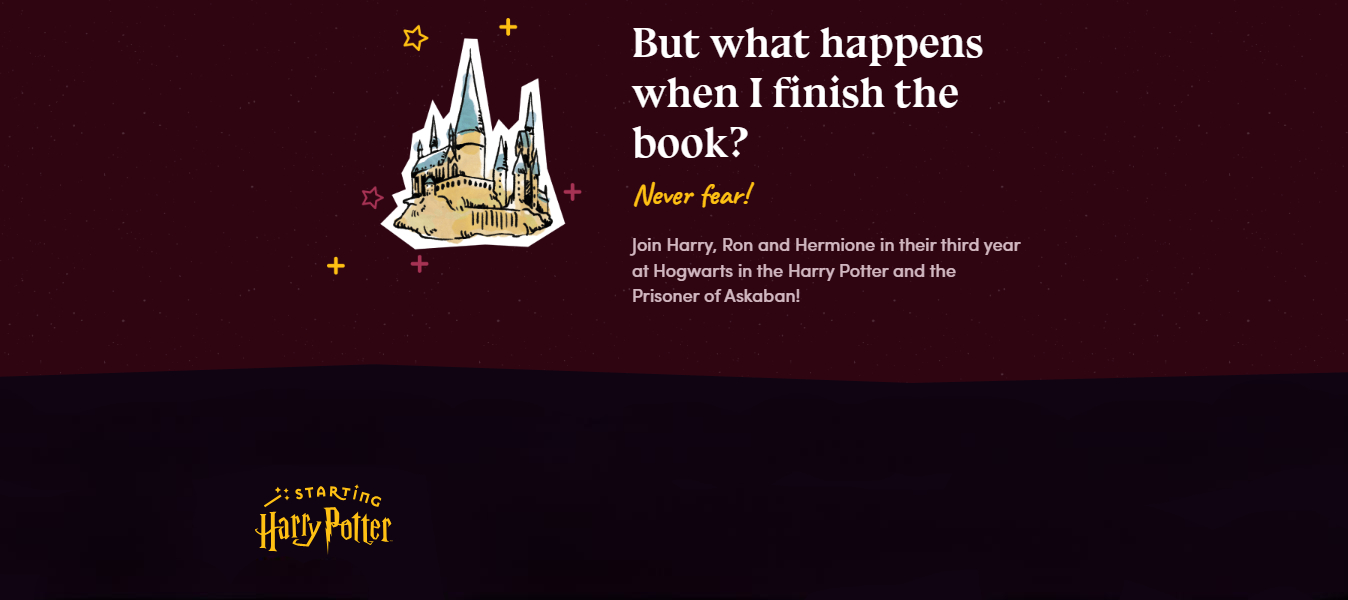 But what happens
when I finish the
book?
Never fear!
Join Harry, Ron and Hermione in their third year
at Hogwarts in the Harry Potter and the
Prisoner of Askaban!
STARTING
Harry Potter